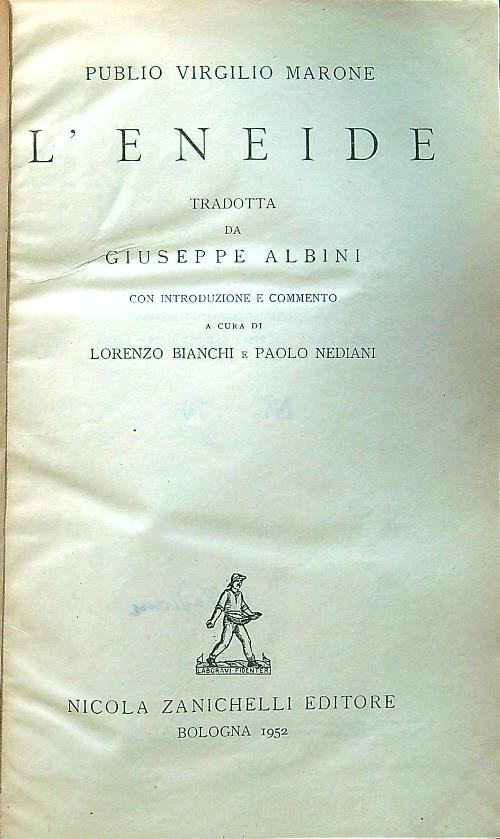 PUBLIO VIRGILIO MARONE
L' ENEIDE
TRADOTTA
DA
GIUSEPPE ALBINI
CON INTRODUZIONE E COMMENTO
A CURA DI
LORENZO BIANCHI E PAOLO NEDIANI
LABORAVI FIDENTER
NICOLA ZANICHELLI EDITORE
BOLOGNA 1952